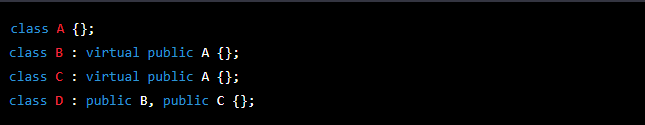 class A {};
class B : virtual public A {};
class C : virtual public A {};
class D : public B, public C {};